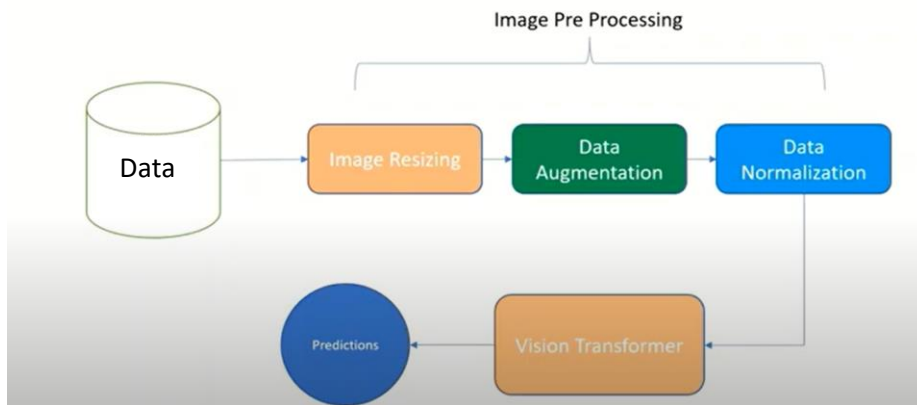 Image Pre Processing
Data
Image Resizing
Data
Augmentation
Data
Normalization
Predictions
Vision Transformer